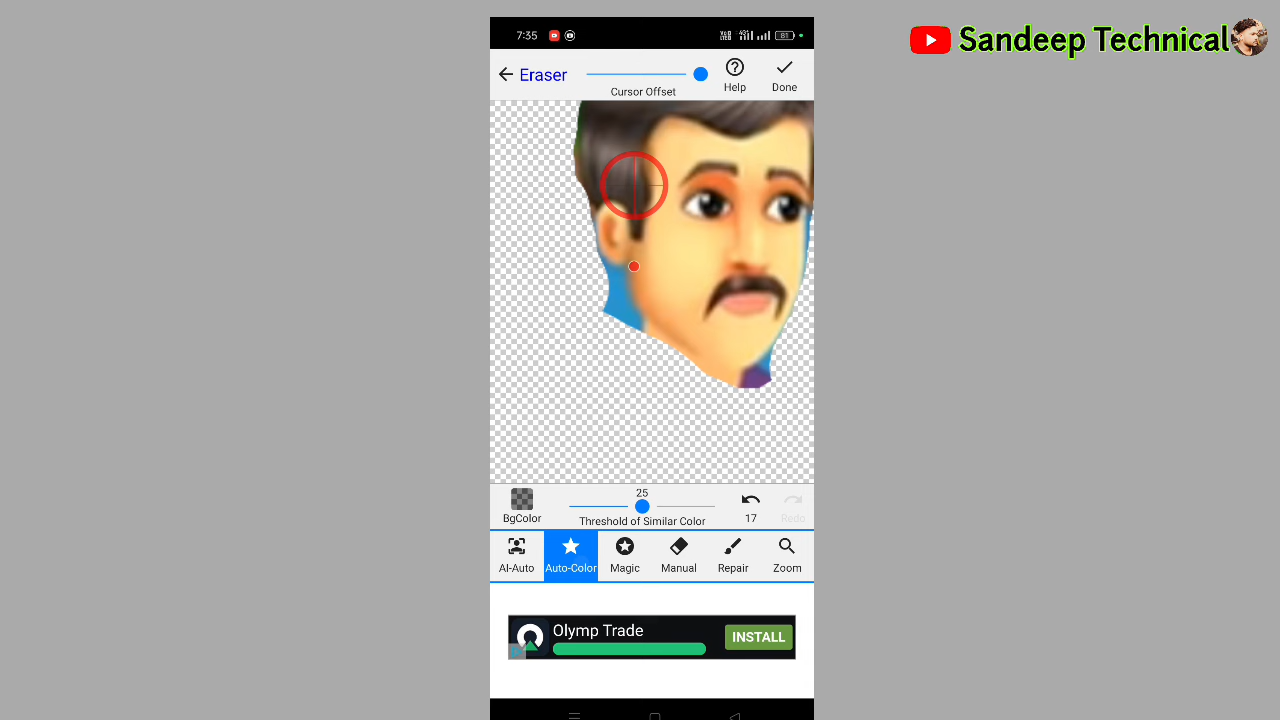 Sandeep Technical
7:35
81
Eraser
Cursor Offset
Help
Done
25
BgColor
Threshold of Similar Color
17
Redo
AI-Auto
Auto-Color
Magic
Manual
Repair
Zoom
Olymp Trade
INSTALL